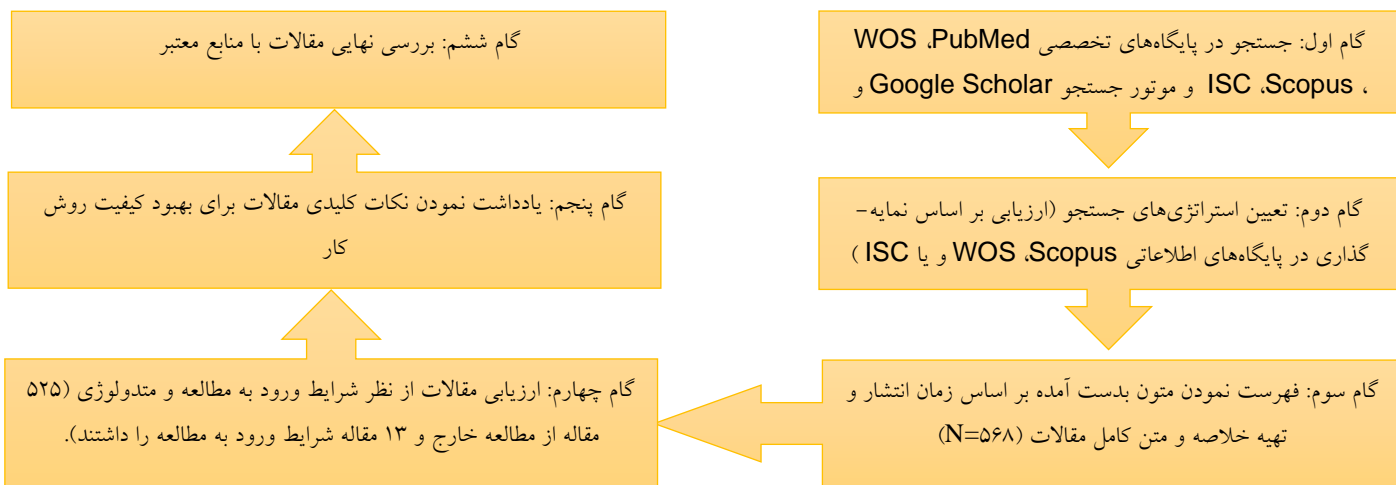 گام اول: جستجو در پایگاه‌های تخصصی WOS ،PubMed
، ISC ،Scopus و موتور جستجو Google Scholar و
گام دوم: تعیین استراتژی‌های جستجو (ارزیابی بر اساس نمایه-
گذاری در پایگاه‌های اطلاعاتی WOS ،Scopus و یا ISC )
گام سوم: فهرست نمودن متون بدست آمده بر اساس زمان انتشار و
تهیه خلاصه و متن کامل مقالات (N=۵۶۸)
گام چهارم: ارزیابی مقالات از نظر شرایط ورود به مطالعه و متدولوژی (۵۲۵
مقاله از مطالعه خارج و ۱۳ مقاله شرایط ورود به مطالعه را داشتند).
گام پنجم: یادداشت نمودن نکات کلیدی مقالات برای بهبود کیفیت روش
کار
گام ششم: بررسی نهایی مقالات با منابع معتبر